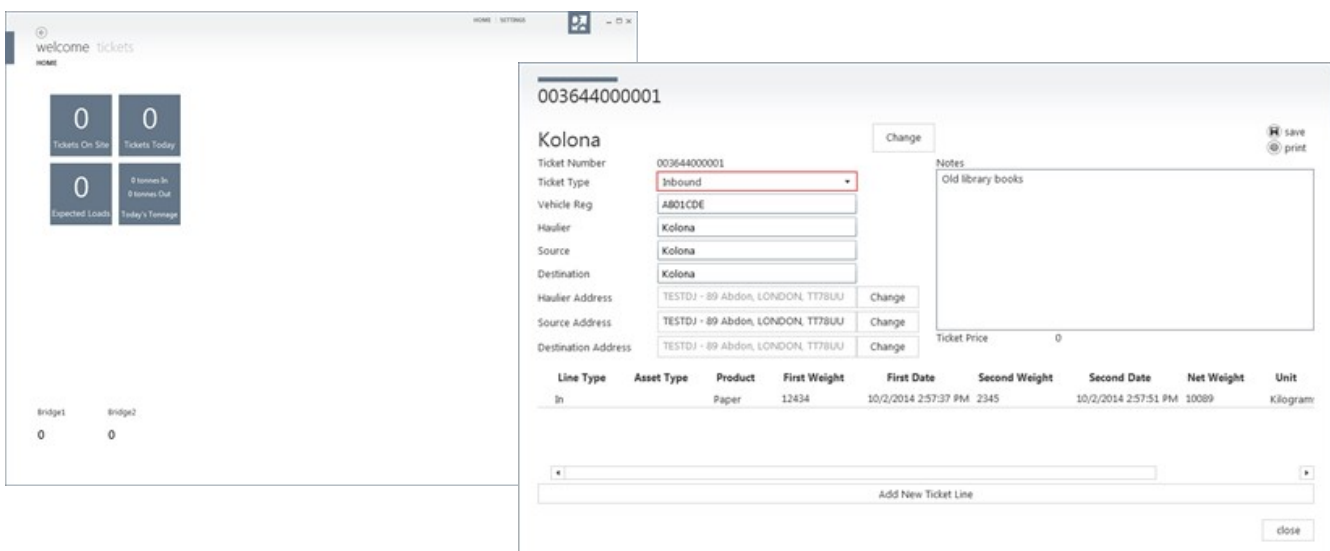 HOME | SETTINGS
welcome tickets
HOME
0
Tickets On Site
0
Tickets Today
0
Expected Loads
0 tonnes In
0 tonnes Out
Today's Tonnage
Bridge1
Bridge2
0
0
003644000001
Kolona
Change
save
print
Ticket Number 003644000001
Ticket Type Inbound
Vehicle Reg AB01CDE
Haulier Kolona
Source Kolona
Destination Kolona
Haulier Address TESTDJ - 89 Abdon, LONDON, TT78UU Change
Source Address TESTDJ - 89 Abdon, LONDON, TT78UU Change
Destination Address TESTDJ - 89 Abdon, LONDON, TT78UU Change
Notes
Old library books
Ticket Price 0
Line Type Asset Type Product First Weight First Date Second Weight Second Date Net Weight Unit
In Paper 12434 10/2/2014 2:57:37 PM 2345 10/2/2014 2:57:51 PM 10089 Kilogram
Add New Ticket Line
close